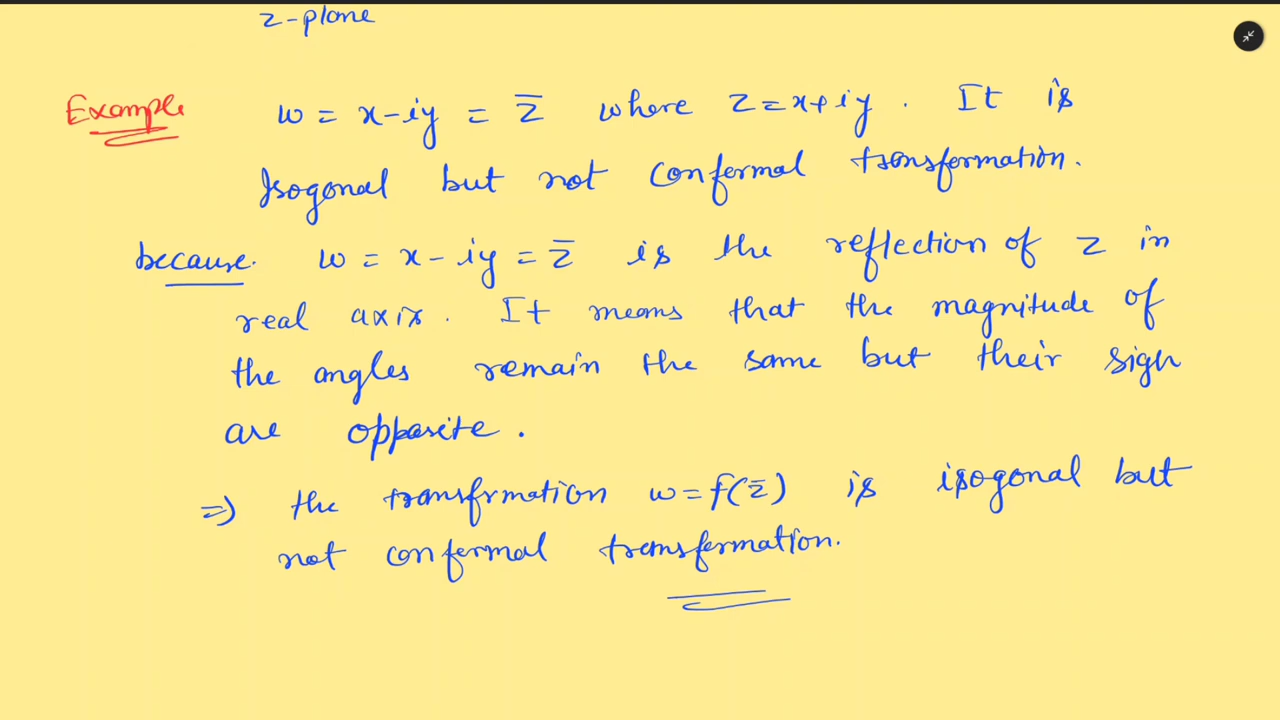 z-plane
Example w = x-iy = z̅ where z = x+iy . It is
Isogonal but not conformal transformation.
because. w = x-iy = z̅ is the reflection of z in
real axix. It means that the magnitude of
the angles remain the same but their sign
are opposite.
⇒ the transfrmation w = f(z̅) is isogonal but
not conformal transformation.